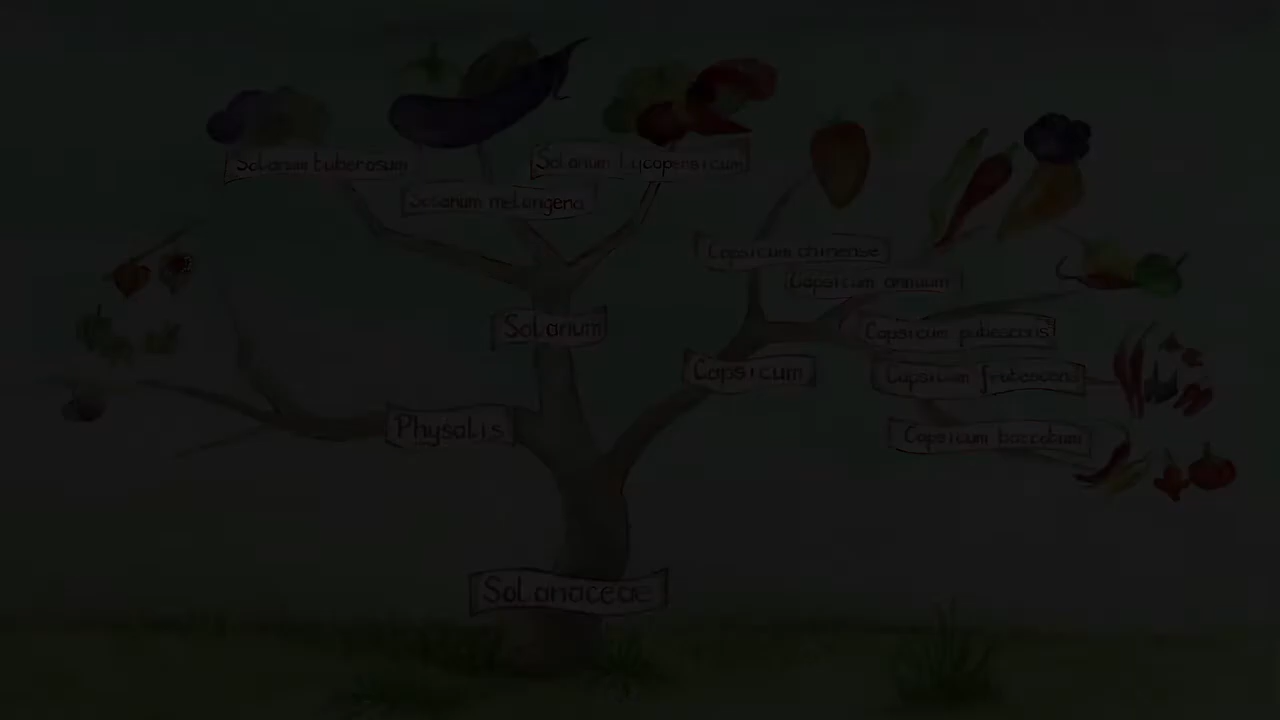 Solanum tuberosum
Solanum lycopersicum
Solanum melongena
Capsicum chinense
Capsicum annuum
Solanum
Capsicum pubescens
Capsicum
Capsicum frutescens
Physalis
Capsicum baccatum
Solanaceae